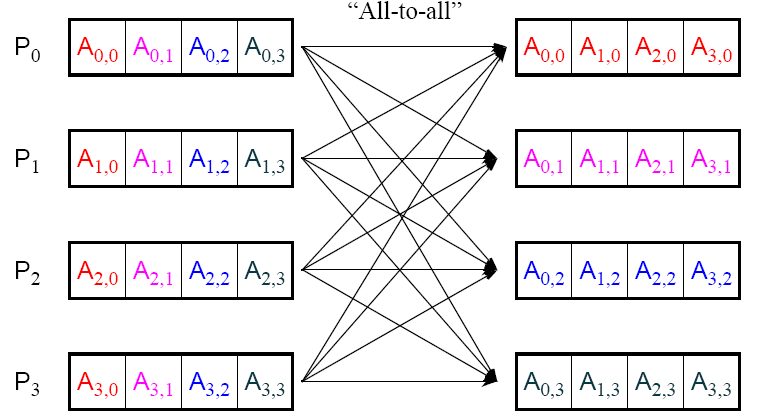 “All-to-all”
P0 A0,0 A0,1 A0,2 A0,3 A0,0 A1,0 A2,0 A3,0
P1 A1,0 A1,1 A1,2 A1,3 A0,1 A1,1 A2,1 A3,1
P2 A2,0 A2,1 A2,2 A2,3 A0,2 A1,2 A2,2 A3,2
P3 A3,0 A3,1 A3,2 A3,3 A0,3 A1,3 A2,3 A3,3